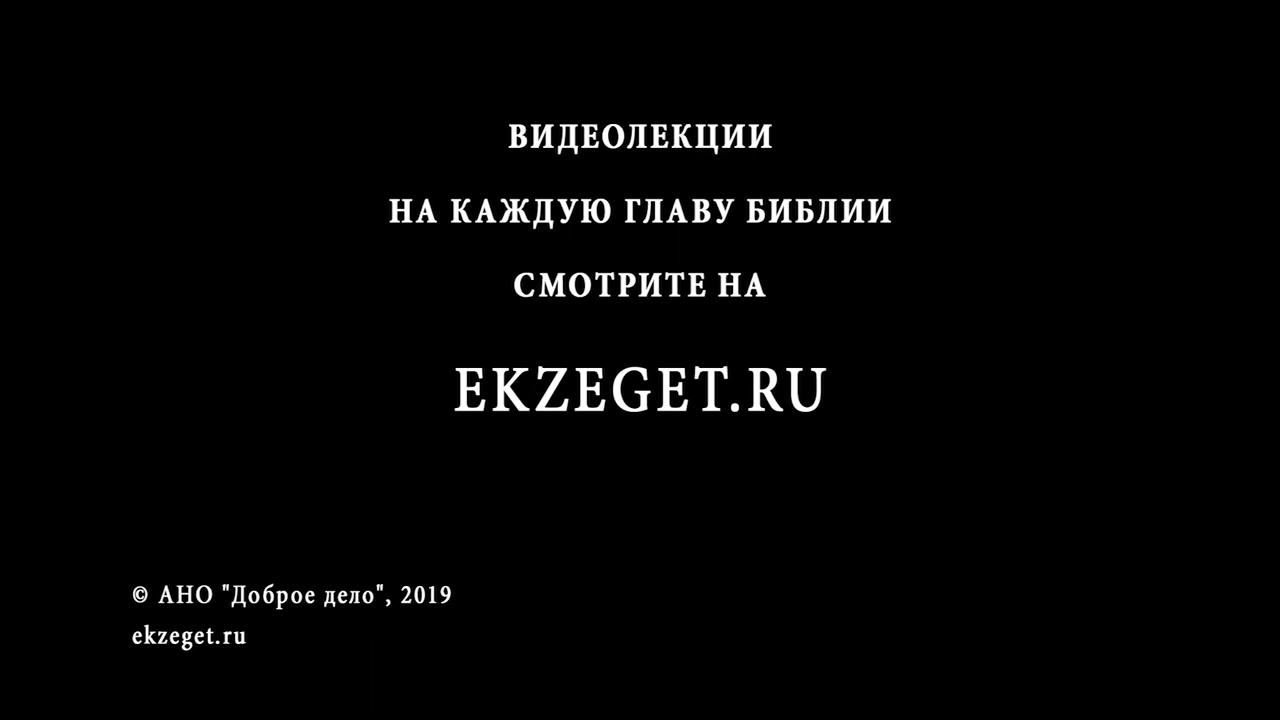 ВИДЕОЛЕКЦИИ
НА КАЖДУЮ ГЛАВУ БИБЛИИ
СМОТРИТЕ НА
EKZEGET.RU
© АНО "Доброе дело", 2019
ekzeget.ru